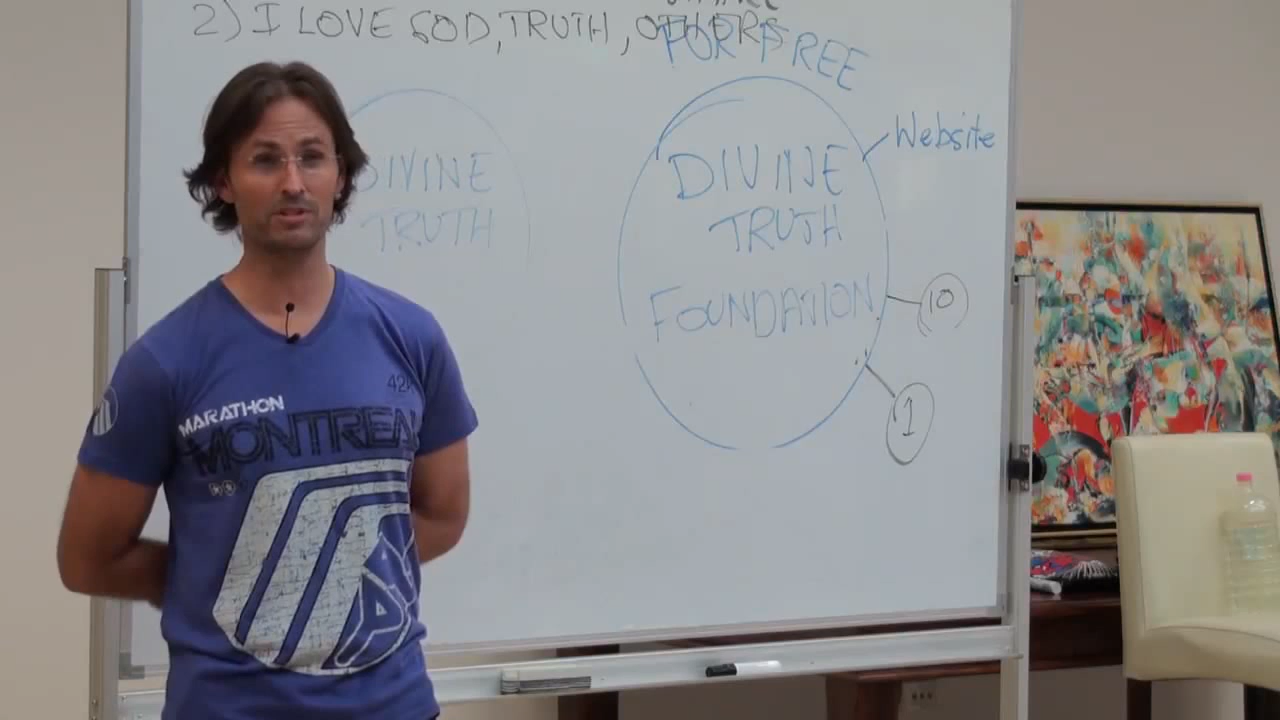 2) I LOVE GOD, TRUTH, OTHERS
FOR FREE
DIVINE
TRUTH
DIVINE
TRUTH
FOUNDATION
Website
10
1
MARATHON
MONTREAL